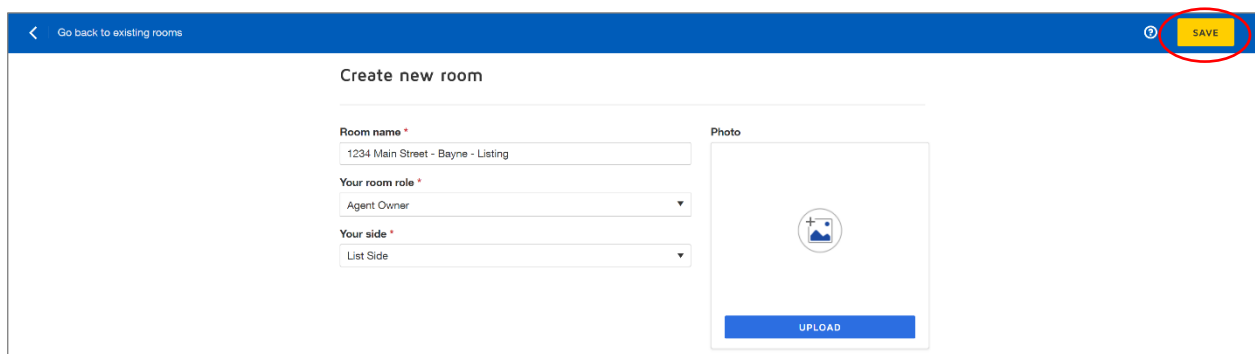 Go back to existing rooms
SAVE
Create new room
Room name *
1234 Main Street - Bayne - Listing
Your room role *
Agent Owner
Your side *
List Side
Photo
UPLOAD